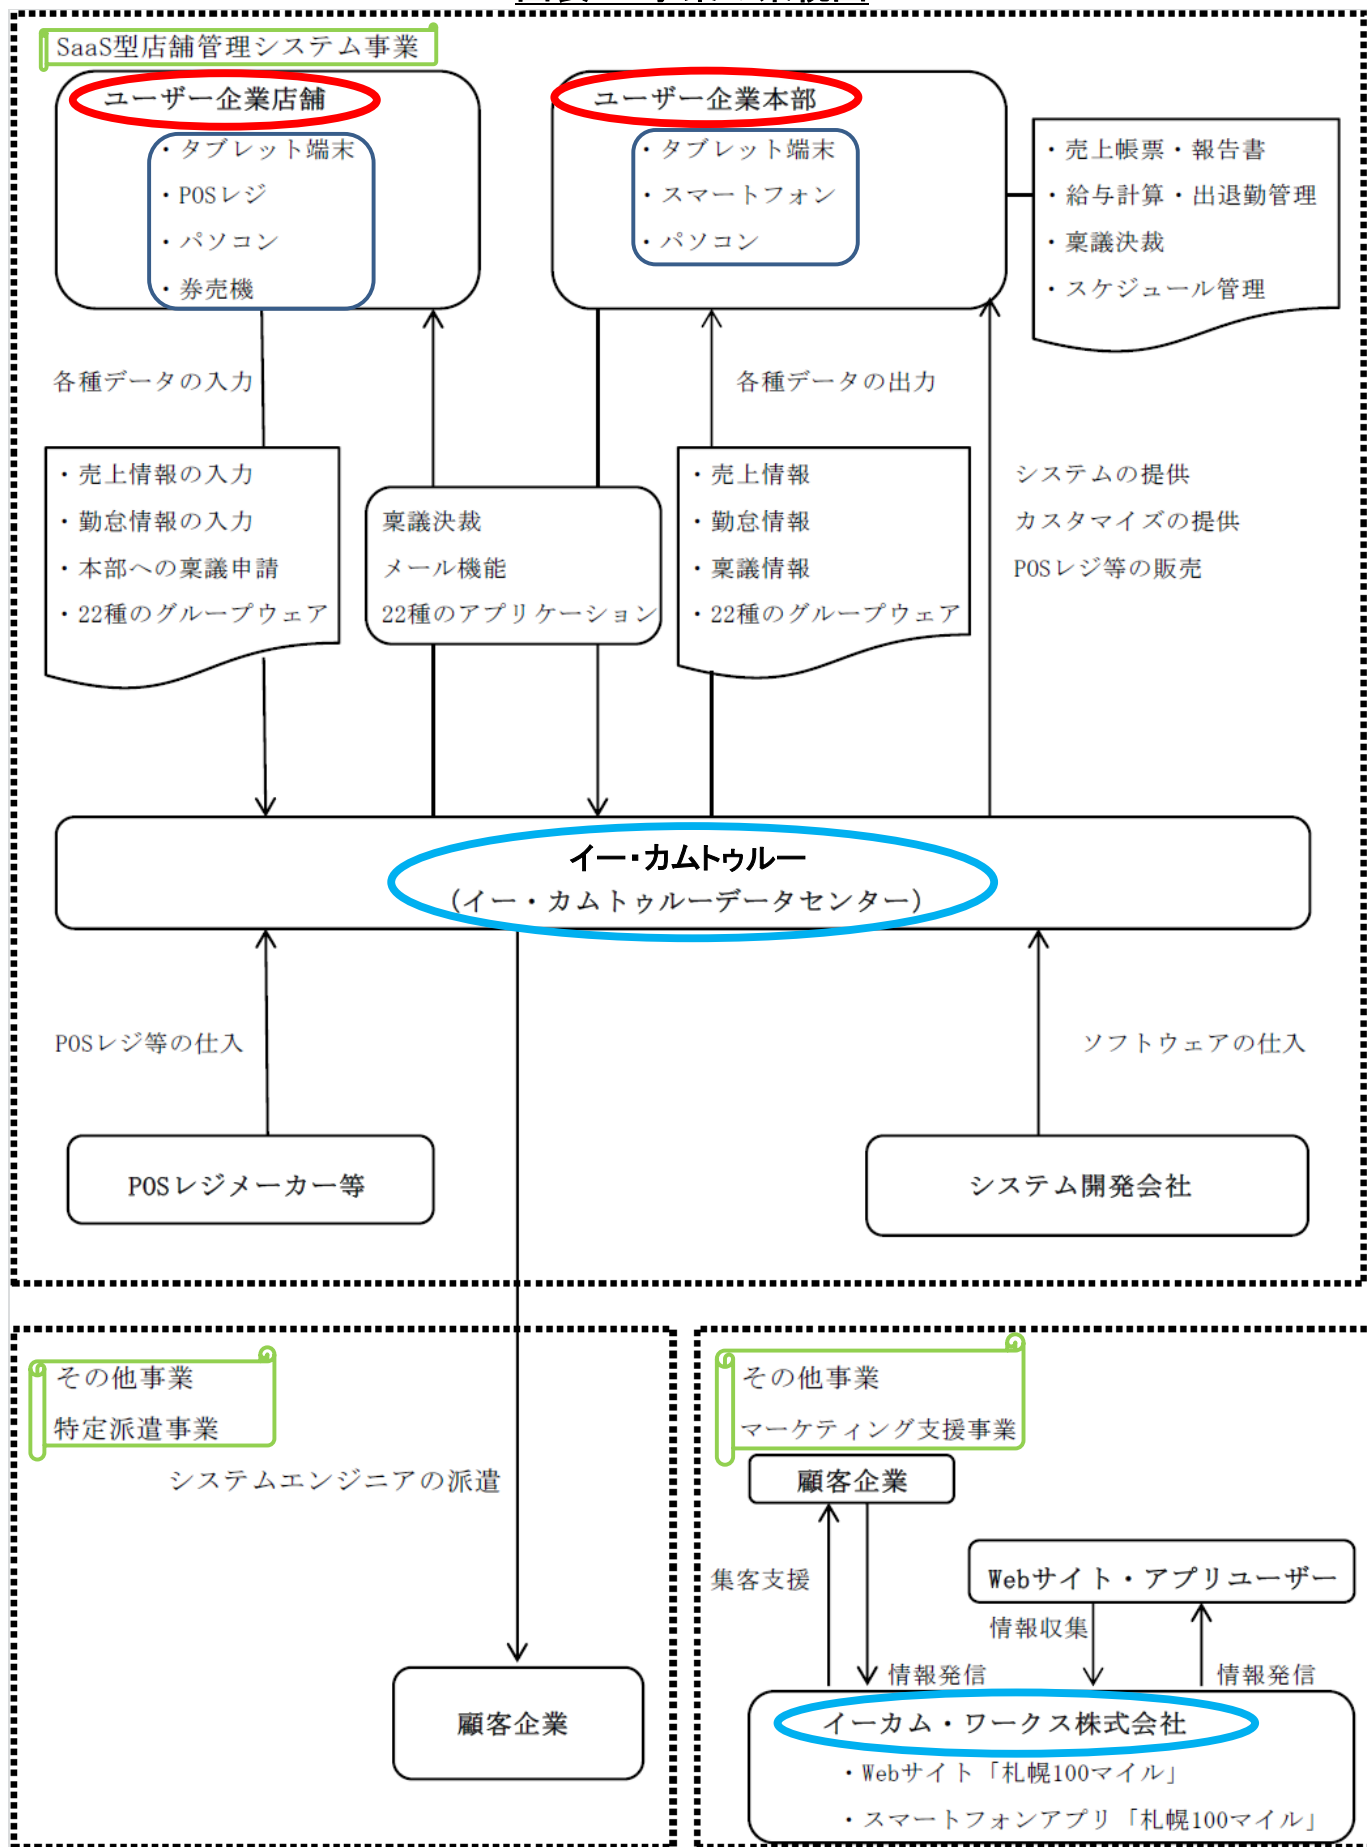 SaaS型店舗管理システム事業
ユーザー企業店舗
・タブレット端末
・POSレジ
・パソコン
・券売機
ユーザー企業本部
・タブレット端末
・スマートフォン
・パソコン
・売上帳票・報告書
・給与計算・出退勤管理
・稟議決裁
・スケジュール管理
各種データの入力
各種データの出力
・売上情報の入力
・勤怠情報の入力
・本部への稟議申請
・22種のグループウェア
稟議決裁
メール機能
22種のアプリケーション
・売上情報
・勤怠情報
・稟議情報
・22種のグループウェア
システムの提供
カスタマイズの提供
POSレジ等の販売
イー・カムトゥルー
(イー・カムトゥルーデータセンター)
POSレジ等の仕入
ソフトウェアの仕入
POSレジメーカー等
システム開発会社
その他事業
特定派遣事業
システムエンジニアの派遣
顧客企業
その他事業
マーケティング支援事業
顧客企業
集客支援
Webサイト・アプリユーザー
情報収集
情報発信
情報発信
イーカム・ワークス株式会社
・Webサイト「札幌100マイル」
・スマートフォンアプリ「札幌100マイル」